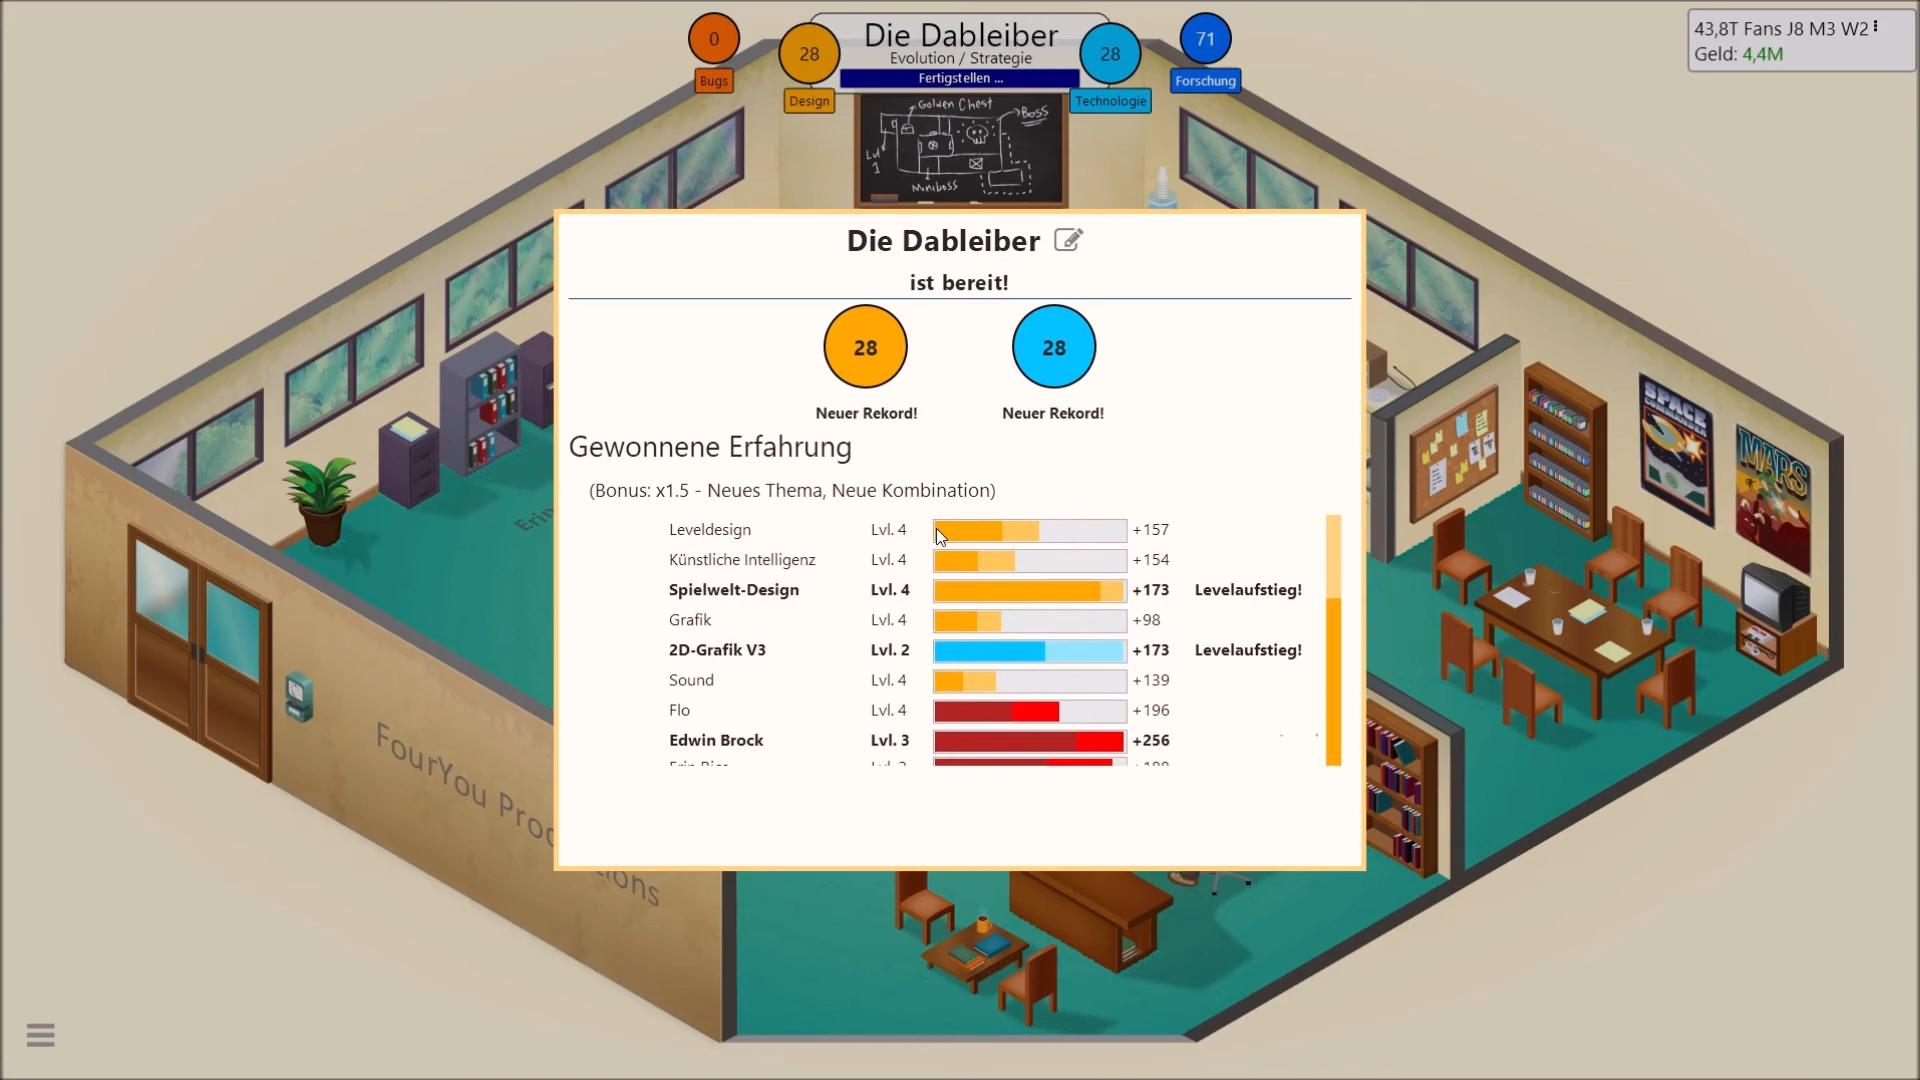 0
Bugs
28
Design
Die Dableiber
Evolution / Strategie
Fertigstellen ...
28
Technologie
71
Forschung
43,8T Fans J8 M3 W2
Geld: 4,4M
Golden Chest
Boss
Lvl
1
Miniboss
SPACE
MARS
Die Dableiber
ist bereit!
28
28
Neuer Rekord!
Neuer Rekord!
Gewonnene Erfahrung
(Bonus: x1.5 - Neues Thema, Neue Kombination)
Leveldesign Lvl. 4 +157
Künstliche Intelligenz Lvl. 4 +154
Spielwelt-Design Lvl. 4 +173 Levelaufstieg!
Grafik Lvl. 4 +98
2D-Grafik V3 Lvl. 2 +173 Levelaufstieg!
Sound Lvl. 4 +139
Flo Lvl. 4 +196
Edwin Brock Lvl. 3 +256
Erin
FourYou Prod
tions